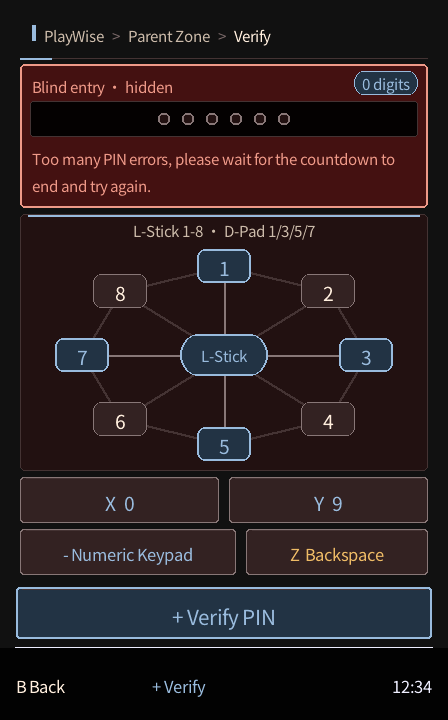 PlayWise > Parent Zone > Verify
Blind entry・hidden
0 digits
Too many PIN errors, please wait for the countdown to
end and try again.
L-Stick 1-8 ・ D-Pad 1/3/5/7
1
8
2
7
L-Stick
3
6
4
5
X 0
Y 9
- Numeric Keypad
Z Backspace
+ Verify PIN
B Back
+ Verify
12:34